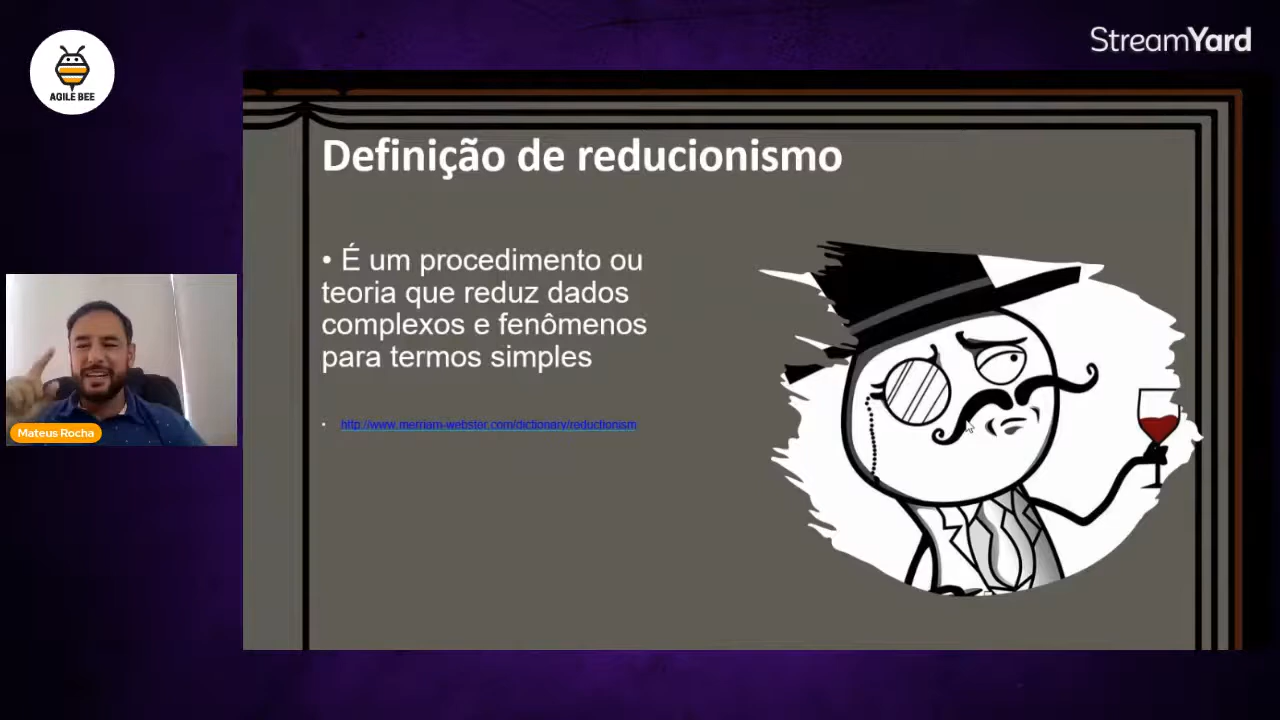 AGILE BEE
StreamYard
Definição de reducionismo
• É um procedimento ou
teoria que reduz dados
complexos e fenômenos
para termos simples
• http://www.merriam-webster.com/dictionary/reductionism
Mateus Rocha